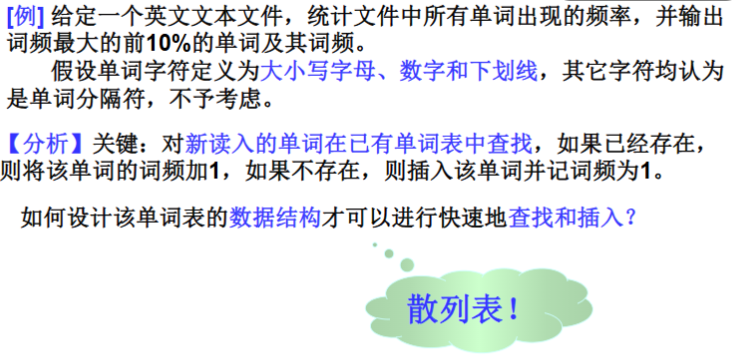 [例] 给定一个英文文本文件，统计文件中所有单词出现的频率，并输出
词频最大的前10%的单词及其词频。
假设单词字符定义为大小写字母、数字和下划线，其它字符均认为
是单词分隔符，不予考虑。
【分析】关键：对新读入的单词在已有单词表中查找，如果已经存在，
则将该单词的词频加1，如果不存在，则插入该单词并记词频为1。
如何设计该单词表的数据结构才可以进行快速地查找和插入？
散列表！